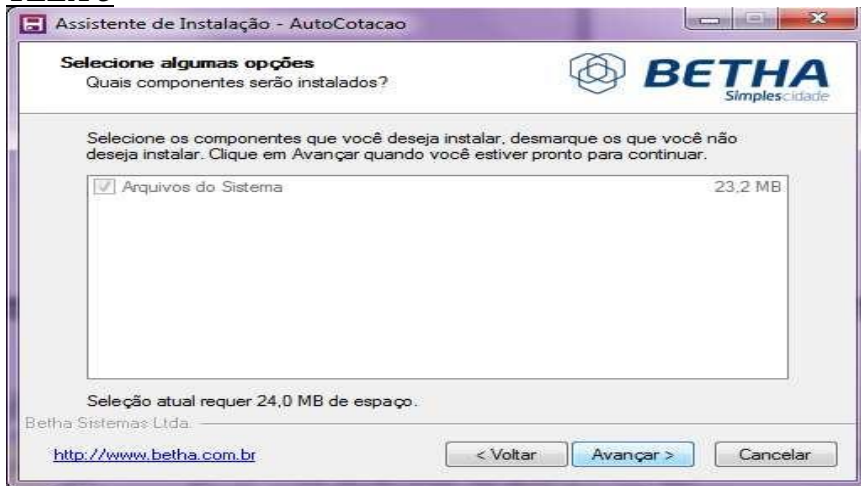 Assistente de Instalação - AutoCotacao
Selecione algumas opções
Quais componentes serão instalados?
BETHA
Simplescidade
Selecione os componentes que você deseja instalar, desmarque os que você não
deseja instalar. Clique em Avançar quando você estiver pronto para continuar.
Arquivos do Sistema 23,2 MB
Seleção atual requer 24,0 MB de espaço.
Betha Sistemas Ltda.
http://www.betha.com.br
< Voltar Avançar > Cancelar